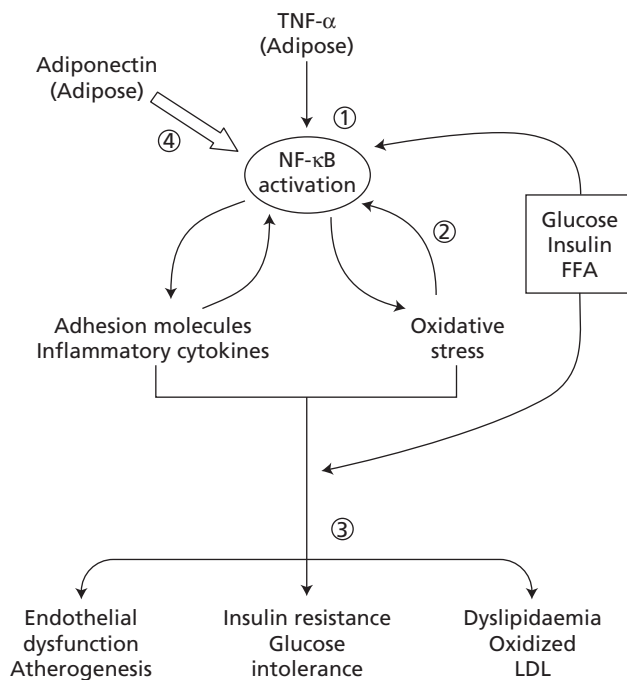 TNF-α
(Adipose)
Adiponectin
(Adipose)
①
④
NF-κB
activation
②
Glucose
Insulin
FFA
Adhesion molecules
Inflammatory cytokines
Oxidative
stress
③
Endothelial
dysfunction
Atherogenesis
Insulin resistance
Glucose
intolerance
Dyslipidaemia
Oxidized
LDL